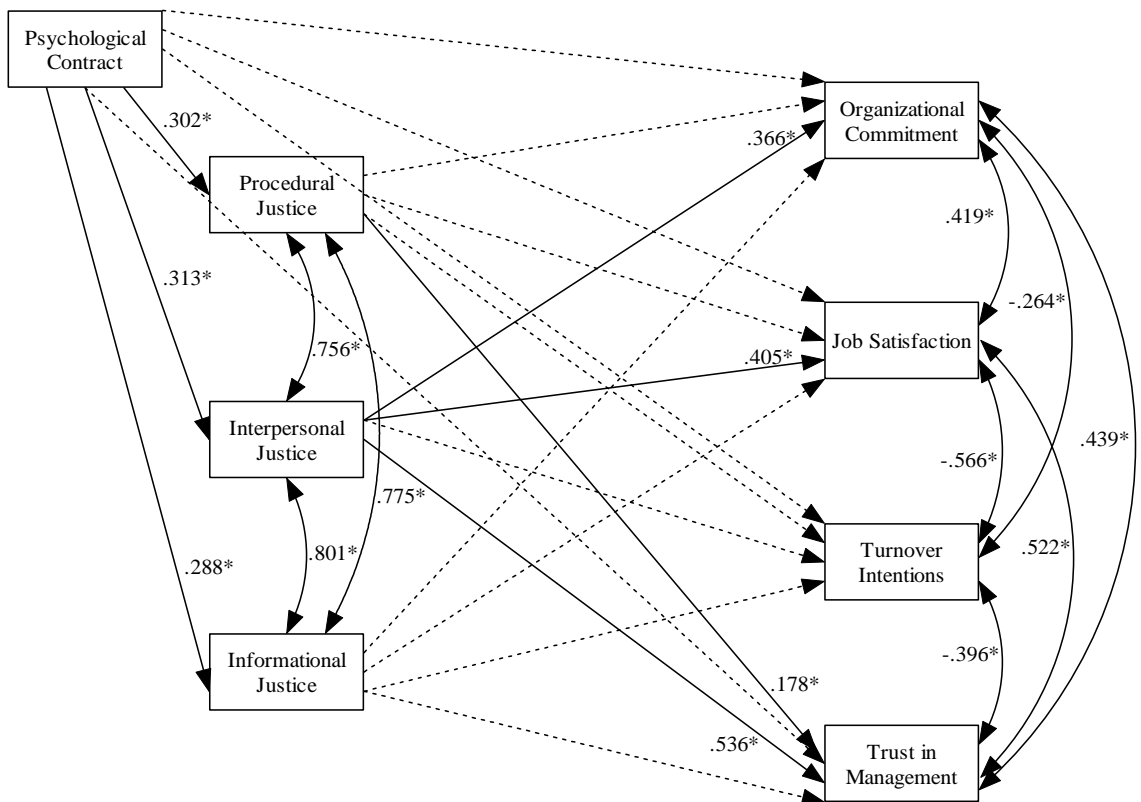 Psychological
Contract
Organizational
Commitment
.302*
.366*
Procedural
Justice
.419*
.313*
-.264*
Job Satisfaction
.756*
.405*
Interpersonal
Justice
.439*
-.566*
.775*
.801*
.522*
Turnover
Intentions
.288*
Informational
Justice
-.396*
.178*
.536*
Trust in
Management